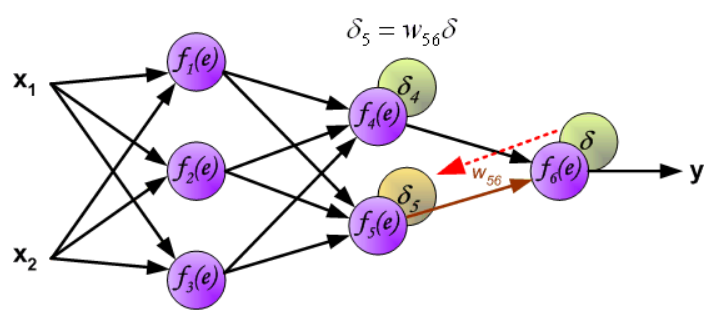 δ₅ = w₅₆δ
x₁
f₁(e)
δ₄
f₄(e)
δ
f₂(e)
w₅₆
f₆(e)
y
δ₅
f₅(e)
x₂
f₃(e)